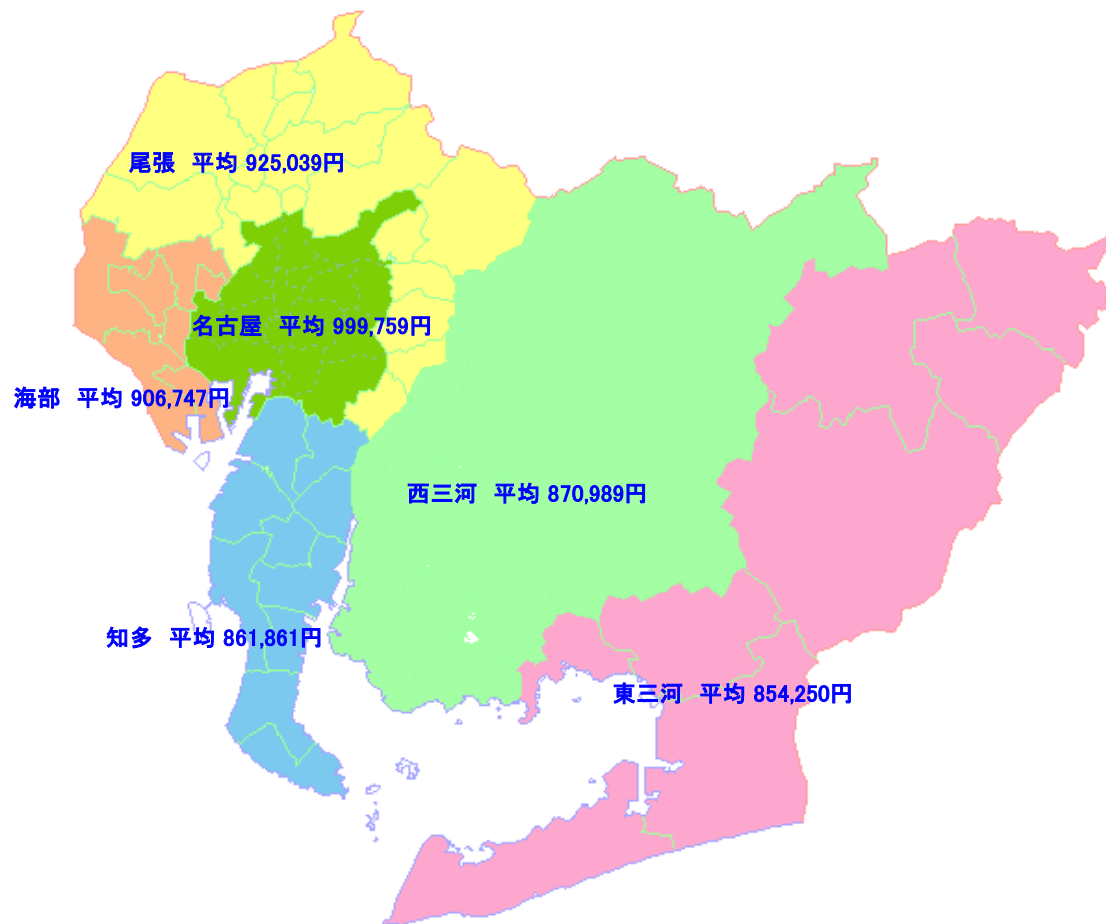 尾張 平均 925,039円
名古屋 平均 999,759円
海部 平均 906,747円
西三河 平均 870,989円
知多 平均 861,861円
東三河 平均 854,250円